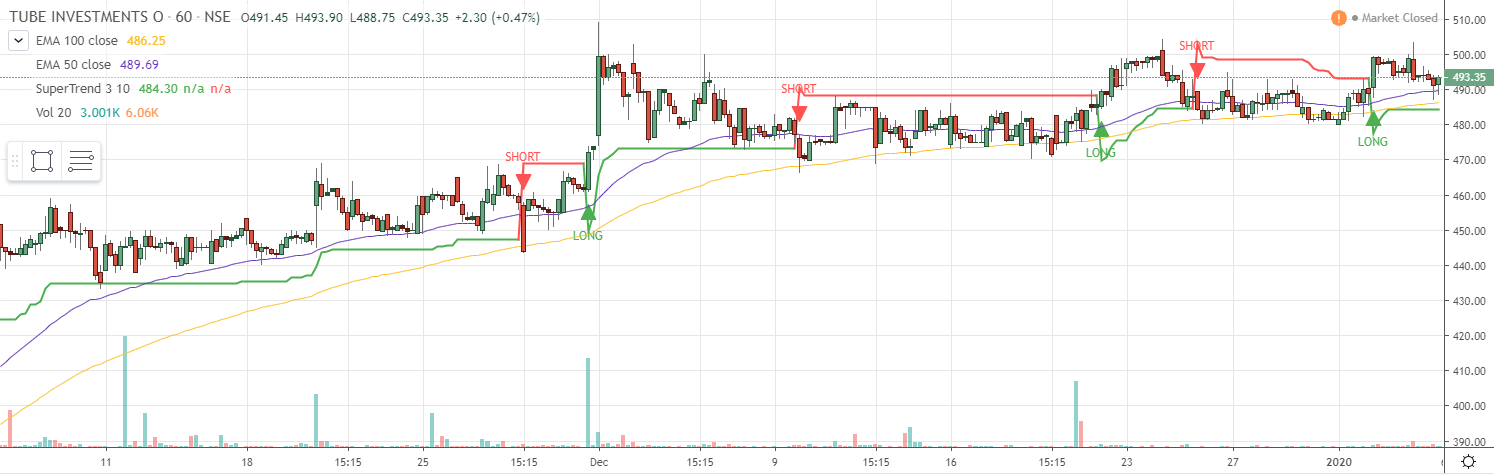 TUBE INVESTMENTS O · 60 · NSE O491.45 H493.90 L488.75 C493.35 +2.30 (+0.47%)
! Market Closed
EMA 100 close 486.25
EMA 50 close 489.69
SuperTrend 3 10 484.30 n/a n/a
Vol 20 3.001K 6.06K
SHORT
LONG
SHORT
LONG
SHORT
LONG
510.00
500.00
493.35
490.00
480.00
470.00
460.00
450.00
440.00
430.00
420.00
410.00
400.00
390.00
11 18 15:15 25 15:15 Dec 15:15 9 15:15 16 15:15 23 27 2020